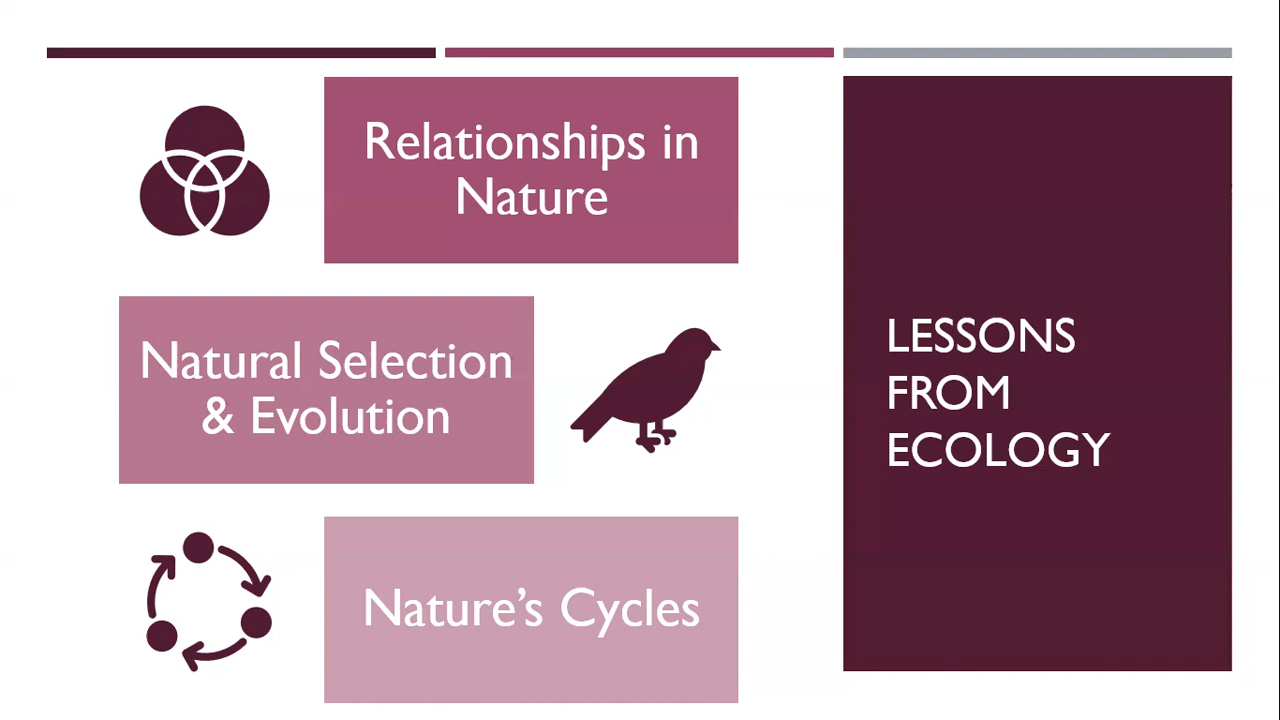 Relationships in
Nature
Natural Selection
& Evolution
Nature’s Cycles
LESSONS
FROM
ECOLOGY